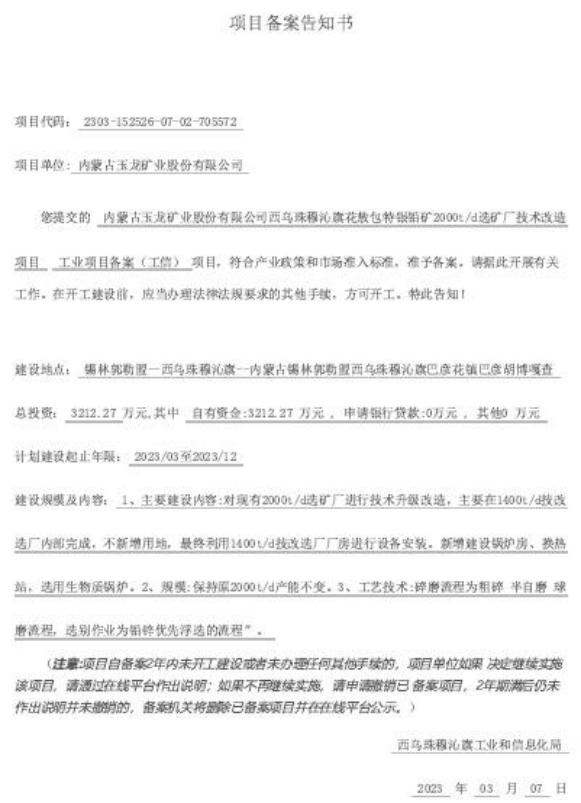 项目备案告知书
项目代码: 2303-152526-07-02-705572
项目单位: 内蒙古玉龙矿业股份有限公司
您提交的 内蒙古玉龙矿业股份有限公司西乌珠穆沁旗花敖包特银铅矿2000t/d选矿厂技术改造
项目 工业项目备案（工信）项目，符合产业政策和市场准入标准，准予备案。请据此开展有关
工作。在开工建设前，应当办理法律法规要求的其他手续，方可开工。特此告知！
建设地点: 锡林郭勒盟—西乌珠穆沁旗--内蒙古锡林郭勒盟西乌珠穆沁旗巴彦花镇巴彦胡博嘎查
总投资: 3212.27 万元,其中 自有资金:3212.27 万元 , 申请银行贷款:0万元 , 其他0 万元
计划建设起止年限: 2023/03至2023/12
建设规模及内容: 1、主要建设内容:对现有2000t/d选矿厂进行技术升级改造，主要在1400t/d技改
选厂内部完成，不新增用地，最终利用1400t/d技改选厂厂房进行设备安装。新增建设锅炉房、换热
站，选用生物质锅炉。2、规模:保持原2000t/d产能不变。3、工艺技术:碎磨流程为粗碎 半自磨 球
磨流程，选别作业为铅锌优先浮选的流程”。
（注意:项目自备案2年内未开工建设或者未办理任何其他手续的，项目单位如果 决定继续实施
该项目，请通过在线平台作出说明；如果不再继续实施，请申请撤销已 备案项目，2年期满后仍未
作出说明并未撤销的，备案机关将删除已备案项目并在在线平台公示。）
西乌珠穆沁旗工业和信息化局
2023 年 03 月 07 日